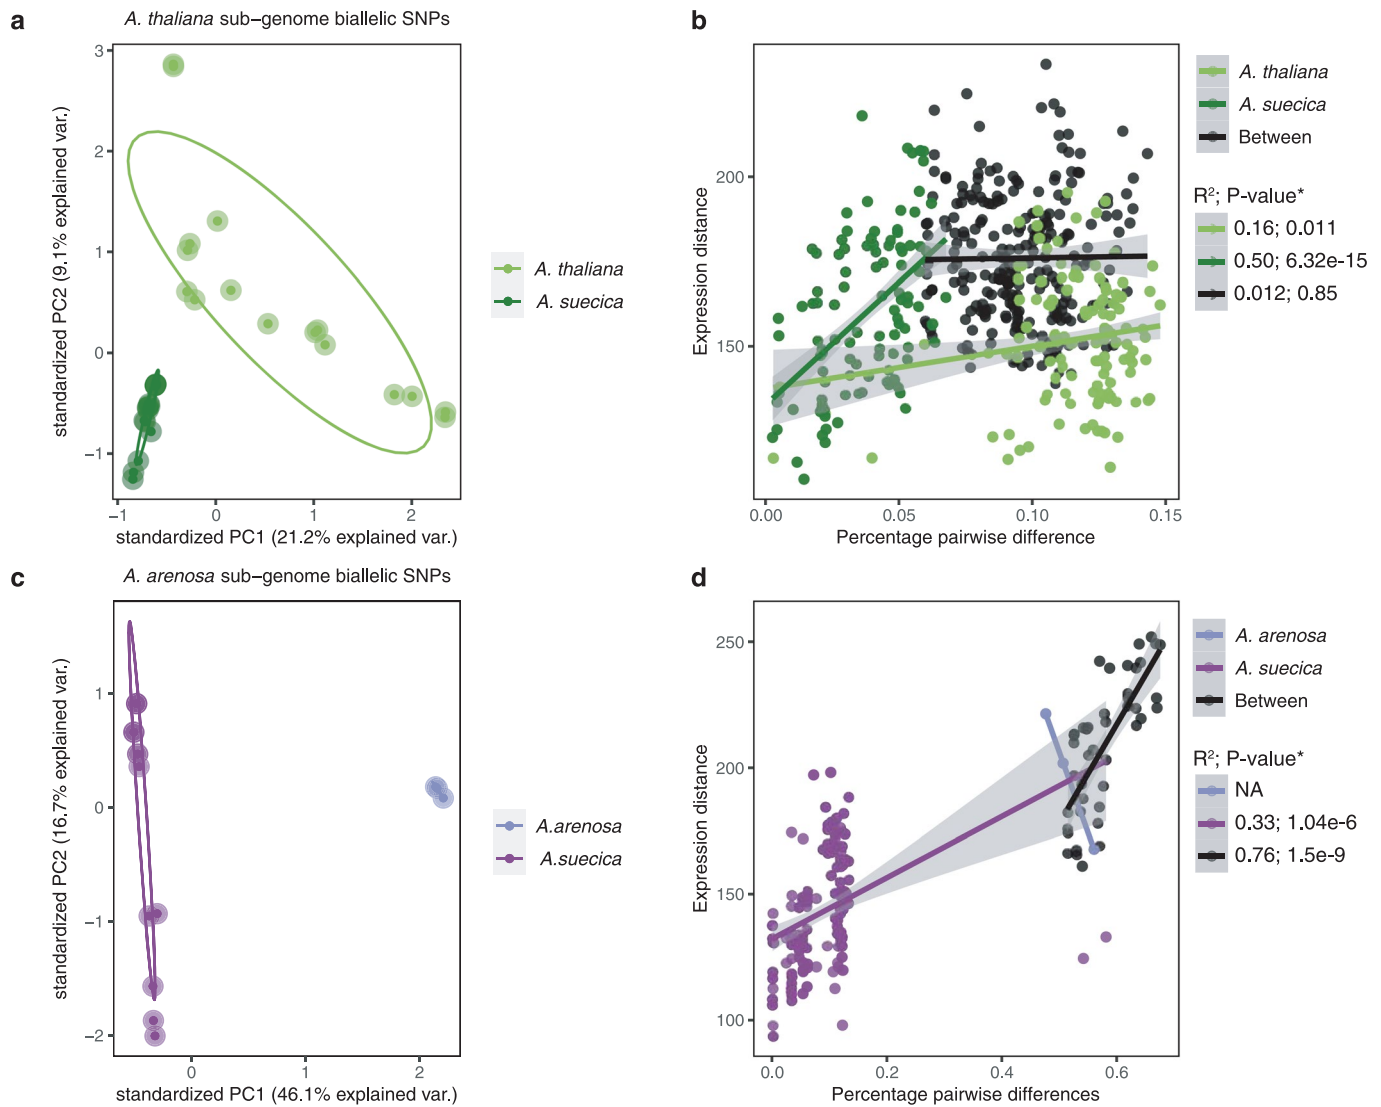 a
A. thaliana sub−genome biallelic SNPs
standardized PC2 (9.1% explained var.)
3
2
1
0
−1
−1
0
1
2
standardized PC1 (21.2% explained var.)
A. thaliana
A. suecica
b
Expression distance
200
150
0.00
0.05
0.10
0.15
Percentage pairwise difference
A. thaliana
A. suecica
Between
R²; P-value*
0.16; 0.011
0.50; 6.32e-15
0.012; 0.85
c
A. arenosa sub−genome biallelic SNPs
standardized PC2 (16.7% explained var.)
1
0
−1
−2
0
1
2
standardized PC1 (46.1% explained var.)
A.arenosa
A.suecica
d
Expression distance
250
200
150
100
0.0
0.2
0.4
0.6
Percentage pairwise differences
A. arenosa
A. suecica
Between
R²; P-value*
NA
0.33; 1.04e-6
0.76; 1.5e-9